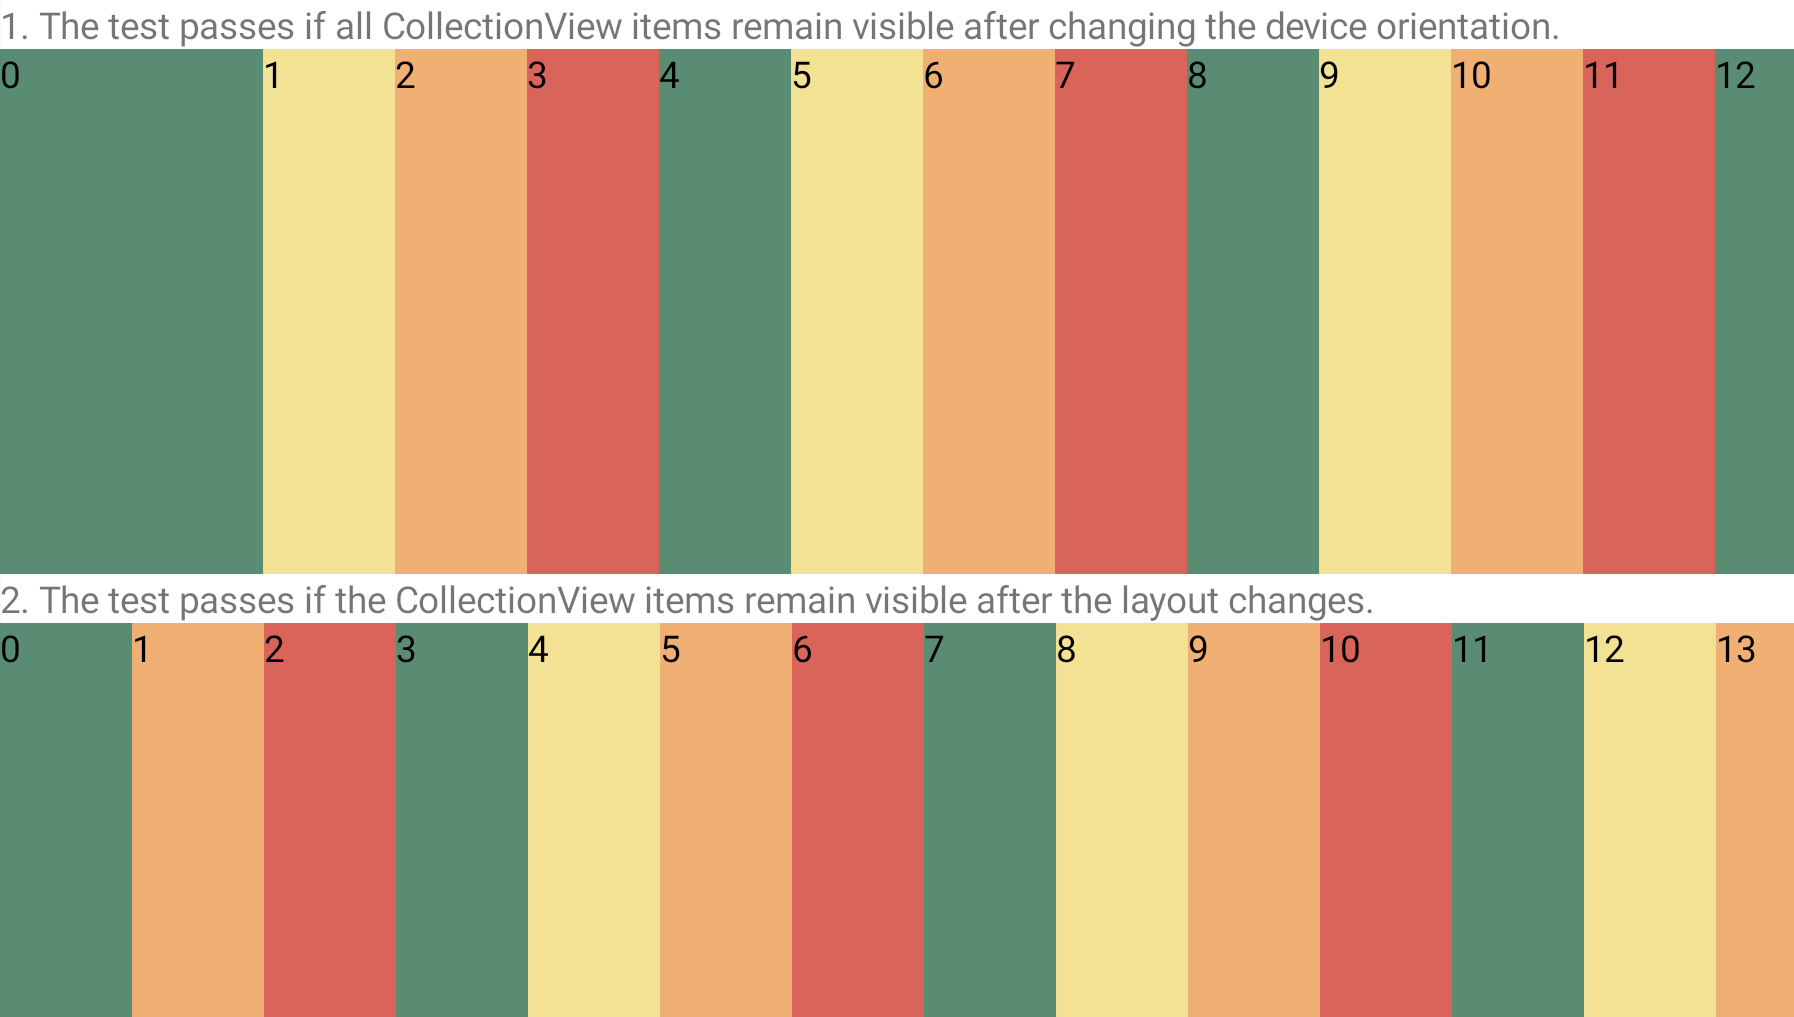 1. The test passes if all CollectionView items remain visible after changing the device orientation.
0 1 2 3 4 5 6 7 8 9 10 11 12
2. The test passes if the CollectionView items remain visible after the layout changes.
0 1 2 3 4 5 6 7 8 9 10 11 12 13